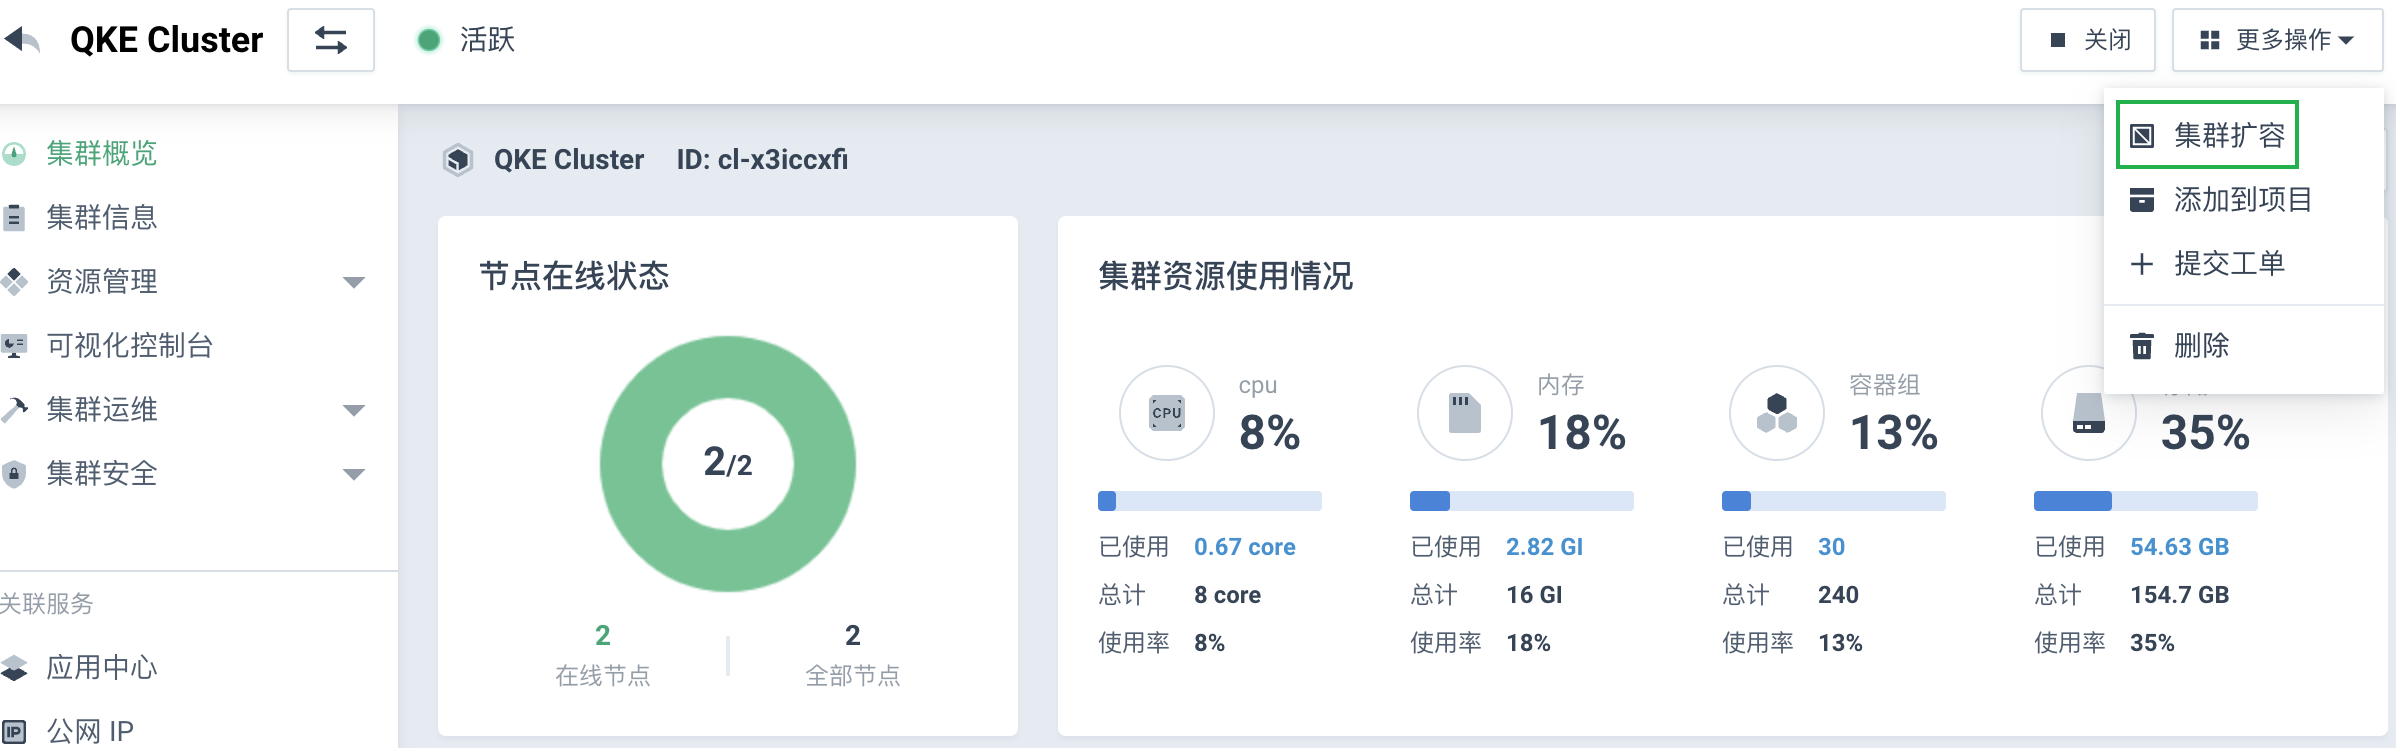 QKE Cluster
活跃
关闭
更多操作
集群扩容
添加到项目
提交工单
删除
集群概览
集群信息
资源管理
可视化控制台
集群运维
集群安全
关联服务
应用中心
IP 公网 IP
QKE Cluster ID: cl-x3iccxfi
节点在线状态
2/2
2 2
在线节点 全部节点
集群资源使用情况
CPU
cpu
8%
已使用 0.67 core
总计 8 core
使用率 8%
内存
18%
已使用 2.82 GI
总计 16 GI
使用率 18%
容器组
13%
已使用 30
总计 240
使用率 13%
35%
已使用 54.63 GB
总计 154.7 GB
使用率 35%